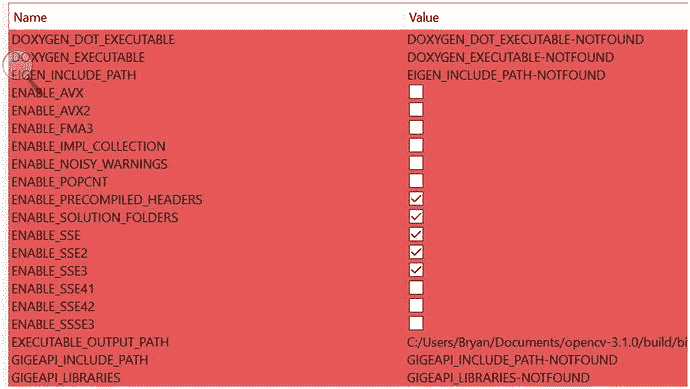 Name Value
DOXYGEN_DOT_EXECUTABLE DOXYGEN_DOT_EXECUTABLE-NOTFOUND
DOXYGEN_EXECUTABLE DOXYGEN_EXECUTABLE-NOTFOUND
EIGEN_INCLUDE_PATH EIGEN_INCLUDE_PATH-NOTFOUND
ENABLE_AVX
ENABLE_AVX2
ENABLE_FMA3
ENABLE_IMPL_COLLECTION
ENABLE_NOISY_WARNINGS
ENABLE_POPCNT
ENABLE_PRECOMPILED_HEADERS
ENABLE_SOLUTION_FOLDERS
ENABLE_SSE
ENABLE_SSE2
ENABLE_SSE3
ENABLE_SSE41
ENABLE_SSE42
ENABLE_SSSE3
EXECUTABLE_OUTPUT_PATH C:/Users/Bryan/Documents/opencv-3.1.0/build/bi
GIGEAPI_INCLUDE_PATH GIGEAPI_INCLUDE_PATH-NOTFOUND
GIGEAPI_LIBRARIES GIGEAPI_LIBRARIES-NOTFOUND